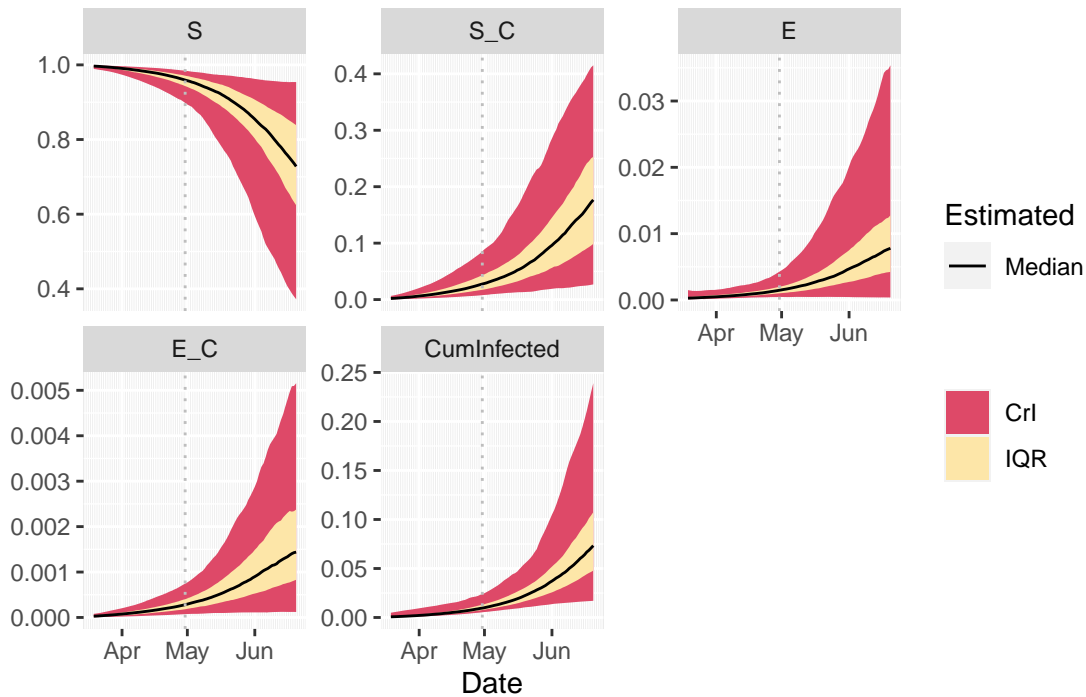 S
S_C
E
1.0
0.8
0.6
0.4
0.4
0.3
0.2
0.1
0.0
0.03
0.02
0.01
0.00
Apr May Jun
E_C
CumInfected
0.005
0.004
0.003
0.002
0.001
0.000
0.25
0.20
0.15
0.10
0.05
0.00
Apr May Jun
Apr May Jun
Date
Estimated
Median
CrI
IQR